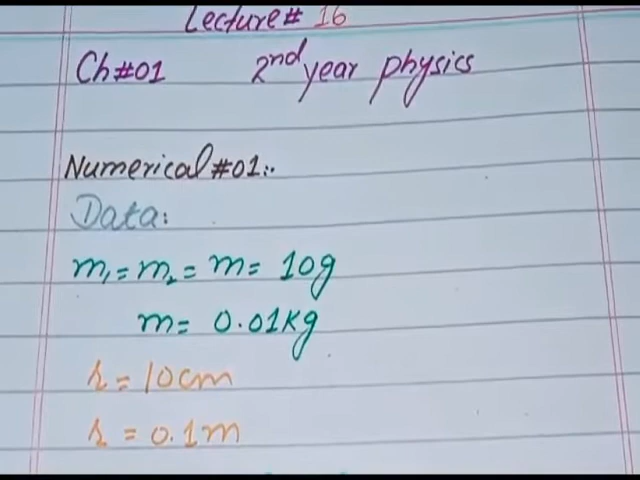 Lecture# 16
Ch#01 2nd year physics
Numerical#01:.
Data:
m₁= m₂= m= 10g
m= 0.01Kg
r = 10cm
r = 0.1m